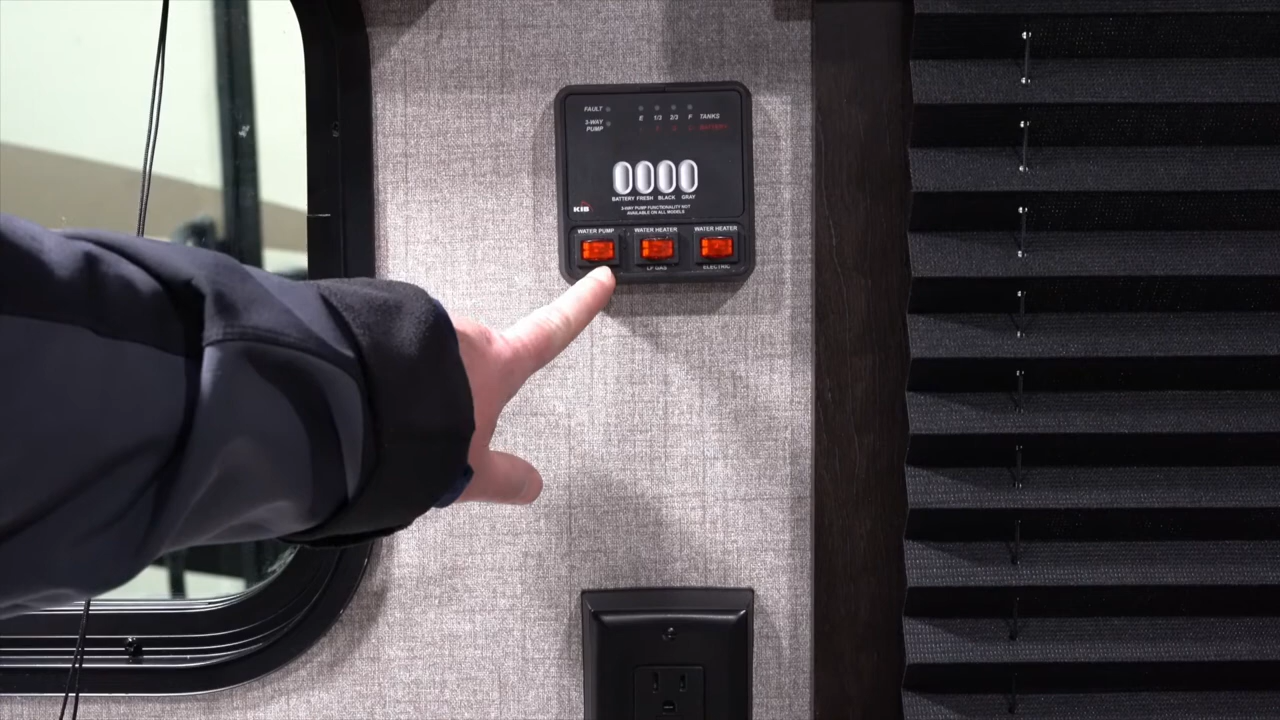 FAULT
E 1/3 2/3 F TANKS
3-WAY
PUMP
BATTERY
BATTERY FRESH BLACK GRAY
KIB
3-WAY PUMP FUNCTIONALITY NOT
AVAILABLE ON ALL MODELS
WATER PUMP WATER HEATER WATER HEATER
LP GAS ELECTRIC